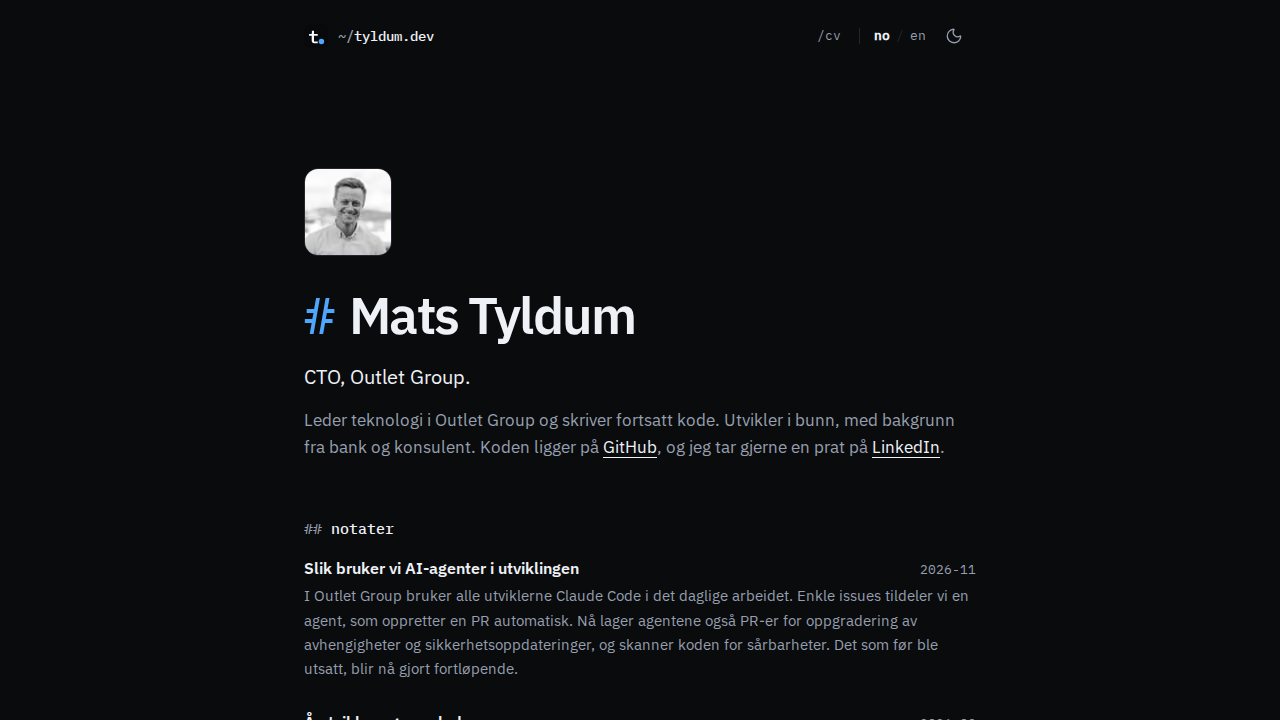 t. ~/tyldum.dev /cv no / en
# Mats Tyldum
CTO, Outlet Group.
Leder teknologi i Outlet Group og skriver fortsatt kode. Utvikler i bunn, med bakgrunn
fra bank og konsulent. Koden ligger på GitHub, og jeg tar gjerne en prat på LinkedIn.
## notater
Slik bruker vi AI-agenter i utviklingen 2026-11
I Outlet Group bruker alle utviklerne Claude Code i det daglige arbeidet. Enkle issues tildeler vi en
agent, som oppretter en PR automatisk. Nå lager agentene også PR-er for oppgradering av
avhengigheter og sikkerhetsoppdateringer, og skanner koden for sårbarheter. Det som før ble
utsatt, blir nå gjort fortløpende.